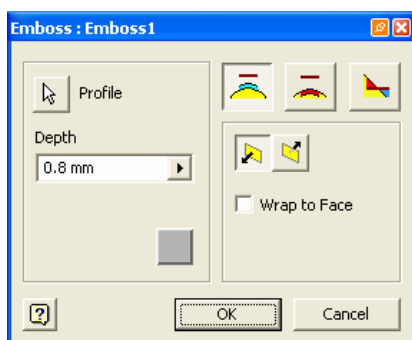 Emboss : Emboss1
Profile
Depth
0.8 mm
Wrap to Face
?
OK
Cancel